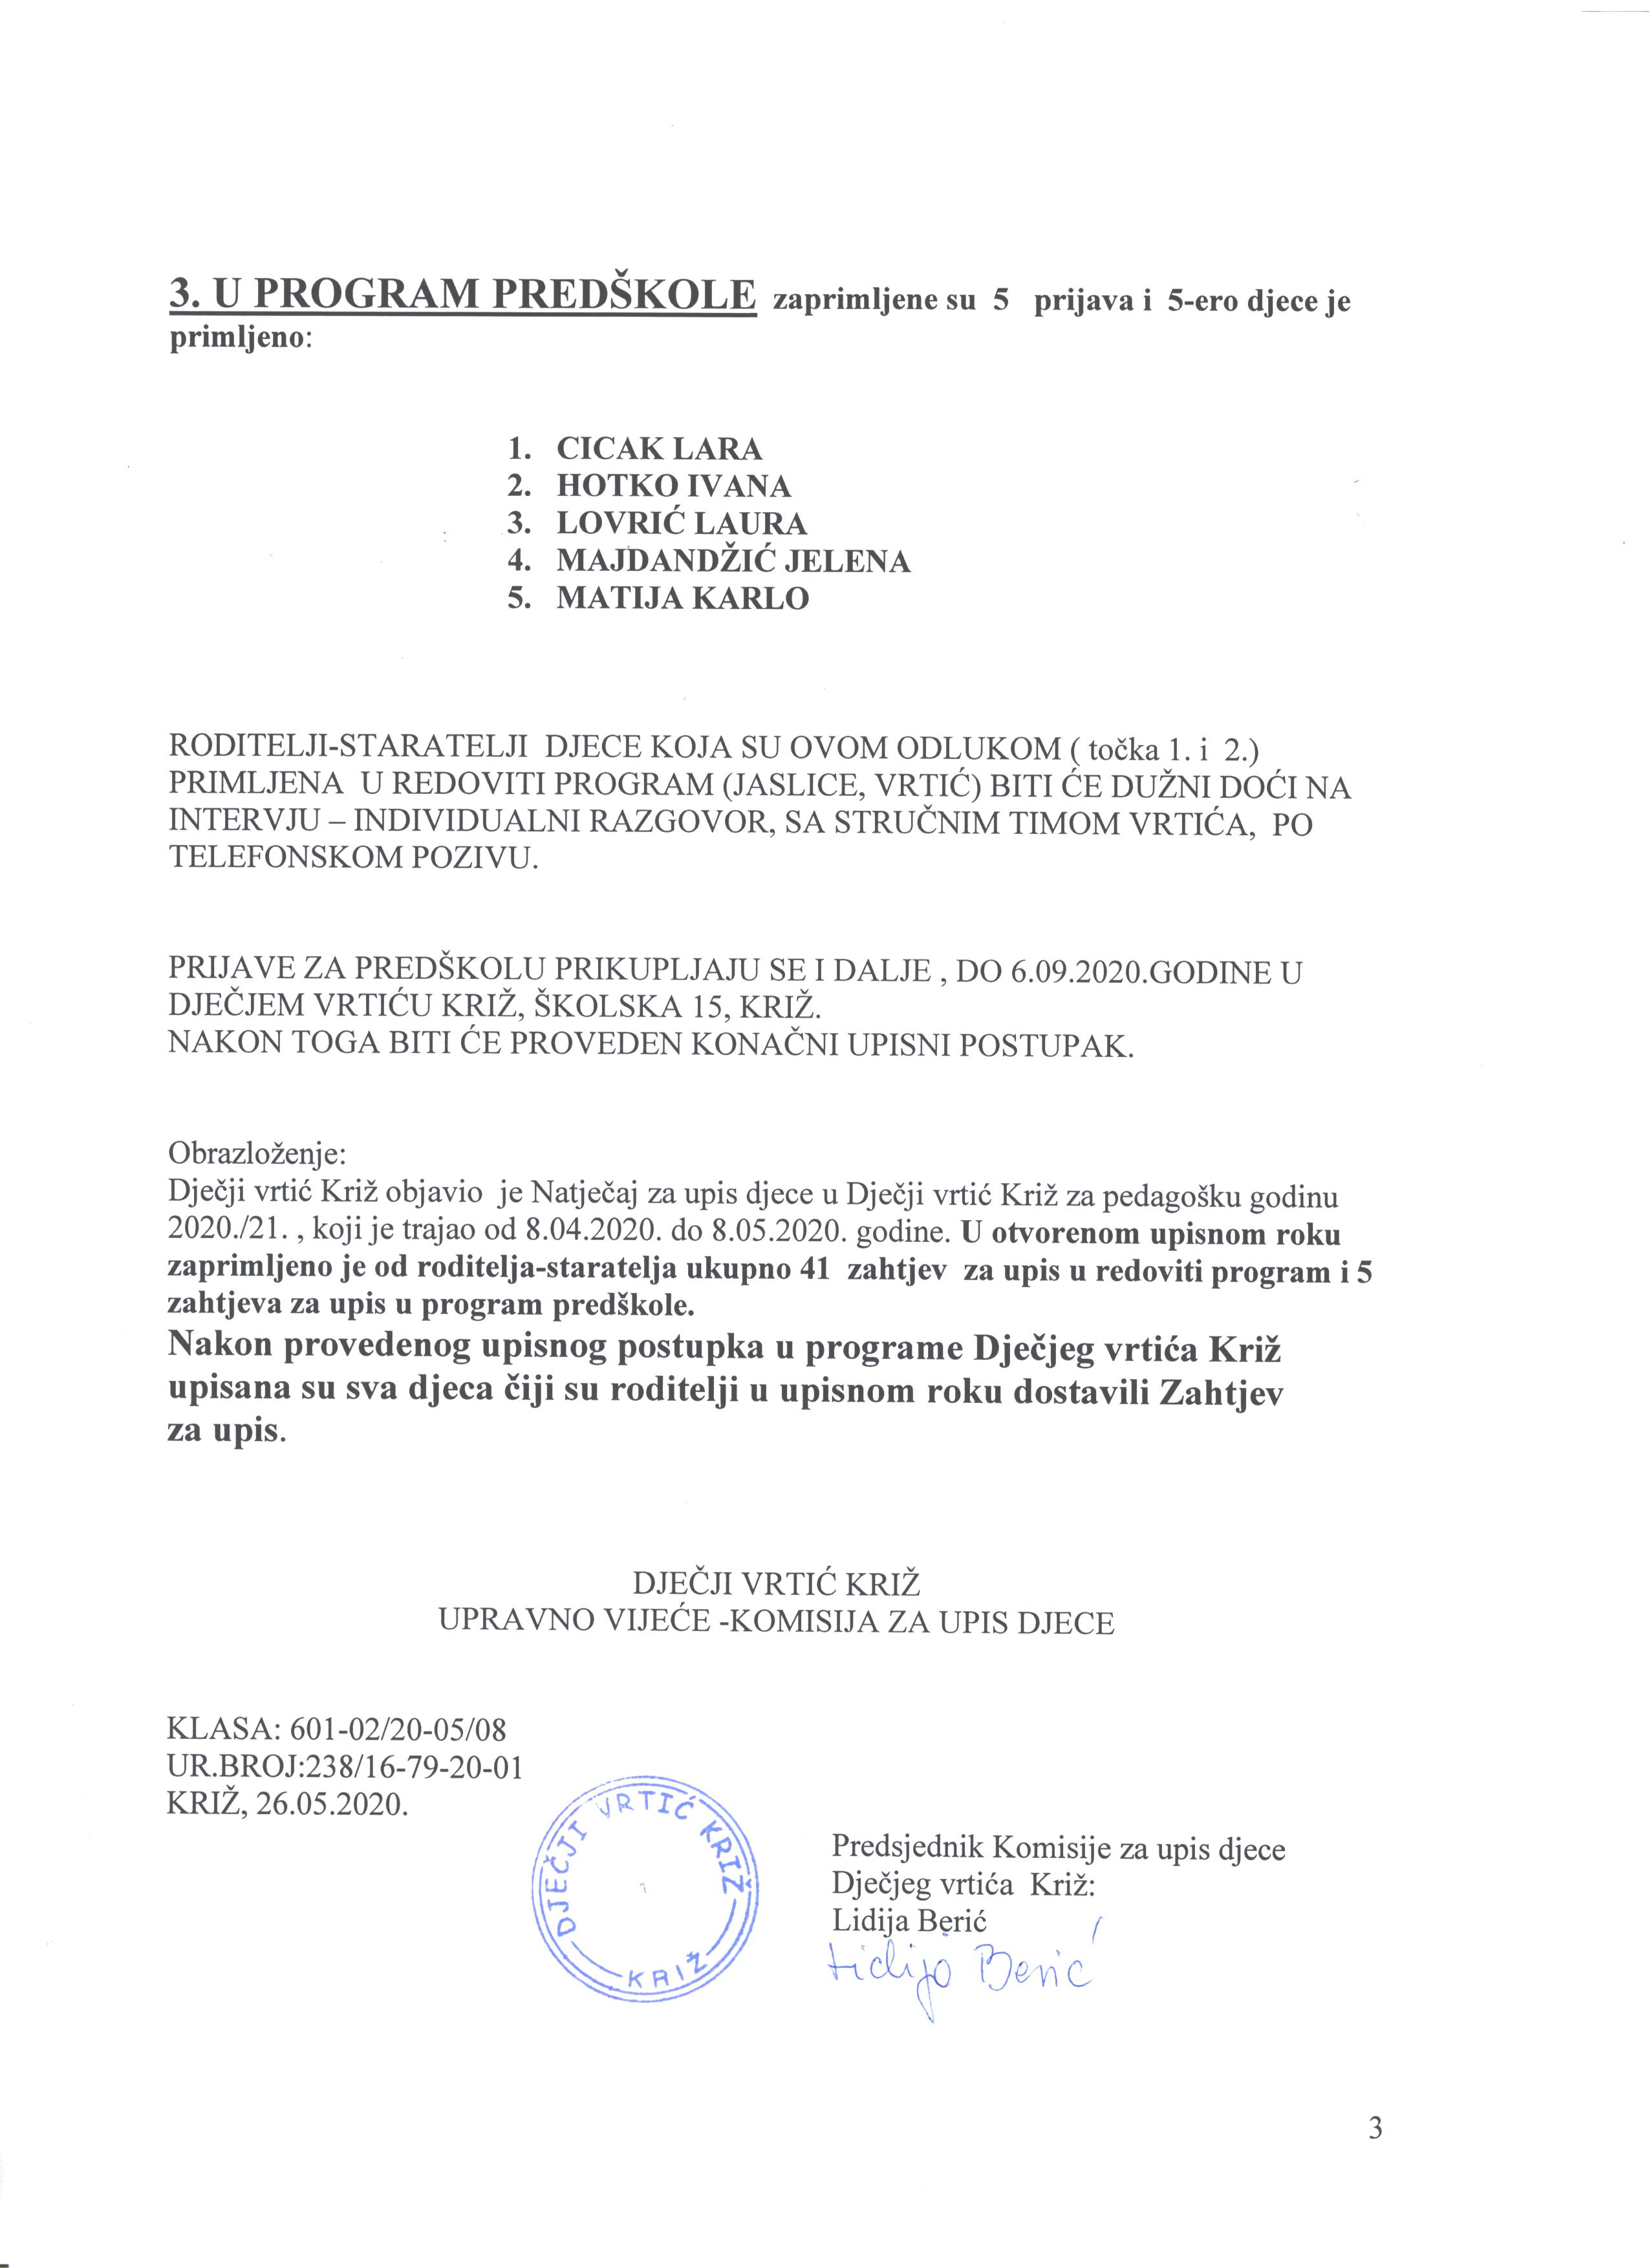 3. U PROGRAM PREDŠKOLE zaprimljene su 5 prijava i 5-ero djece je
primljeno:
1. CICAK LARA
2. HOTKO IVANA
3. LOVRIĆ LAURA
4. MAJDANDŽIĆ JELENA
5. MATIJA KARLO
RODITELJI-STARATELJI DJECE KOJA SU OVOM ODLUKOM ( točka 1. i 2.)
PRIMLJENA U REDOVITI PROGRAM (JASLICE, VRTIĆ) BITI ĆE DUŽNI DOĆI NA
INTERVJU – INDIVIDUALNI RAZGOVOR, SA STRUČNIM TIMOM VRTIĆA, PO
TELEFONSKOM POZIVU.
PRIJAVE ZA PREDŠKOLU PRIKUPLJAJU SE I DALJE , DO 6.09.2020.GODINE U
DJEČJEM VRTIĆU KRIŽ, ŠKOLSKA 15, KRIŽ.
NAKON TOGA BITI ĆE PROVEDEN KONAČNI UPISNI POSTUPAK.
Obrazloženje:
Dječji vrtić Križ objavio je Natječaj za upis djece u Dječji vrtić Križ za pedagošku godinu
2020./21. , koji je trajao od 8.04.2020. do 8.05.2020. godine. U otvorenom upisnom roku
zaprimljeno je od roditelja-staratelja ukupno 41 zahtjev za upis u redoviti program i 5
zahtjeva za upis u program predškole.
Nakon provedenog upisnog postupka u programe Dječjeg vrtića Križ
upisana su sva djeca čiji su roditelji u upisnom roku dostavili Zahtjev
za upis.
DJEČJI VRTIĆ KRIŽ
UPRAVNO VIJEĆE -KOMISIJA ZA UPIS DJECE
KLASA: 601-02/20-05/08
UR.BROJ:238/16-79-20-01
KRIŽ, 26.05.2020.
DJEČJI VRTIĆ KRIŽ
KRIŽ
Predsjednik Komisije za upis djece
Dječjeg vrtića Križ:
Lidija Berić
Lidija Berić
3